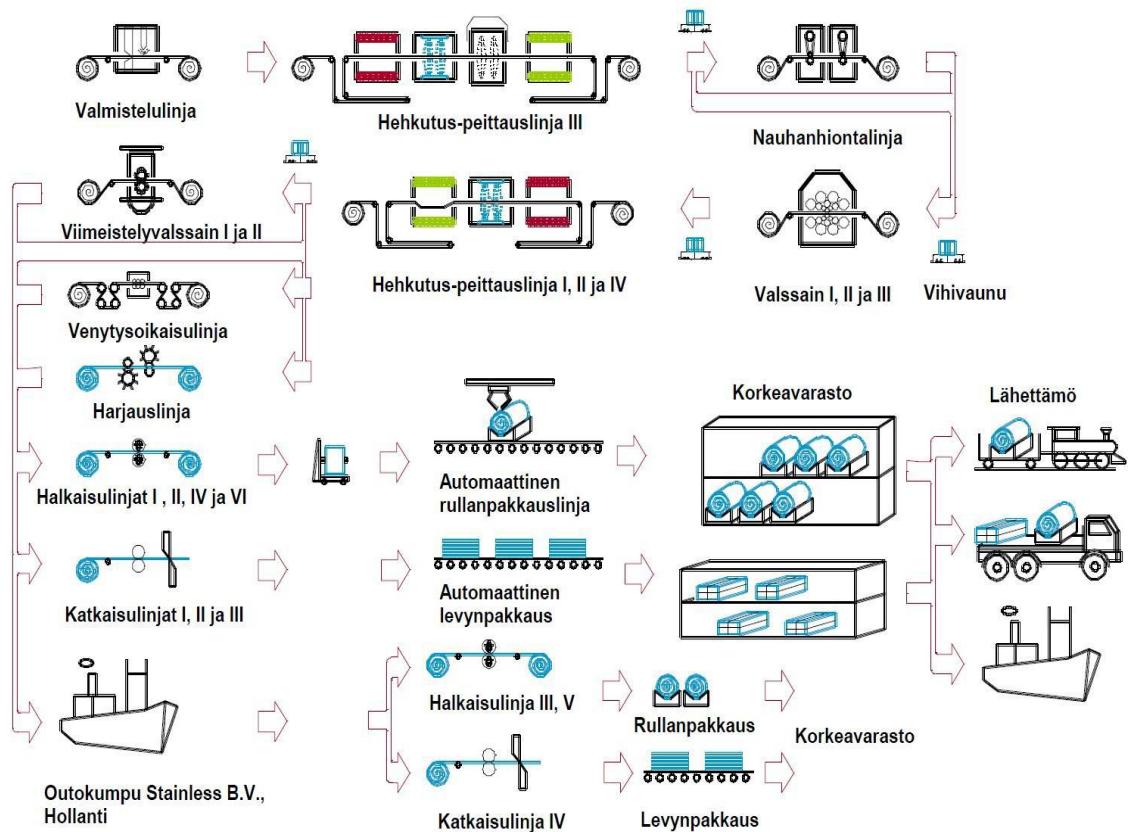 Valmistelulinja
Hehkutus-peittauslinja III
Nauhanhiontalinja
Viimeistelyvalssain I ja II
Hehkutus-peittauslinja I, II ja IV
Valssain I, II ja III
Vihivaunu
Venytysoikaisulinja
Harjauslinja
Korkeavarasto
Lähettämö
Halkaisulinjat I , II, IV ja VI
Automaattinen
rullanpakkauslinja
Katkaisulinjat I, II ja III
Automaattinen
levynpakkaus
Halkaisulinja III, V
Rullanpakkaus
Korkeavarasto
Outokumpu Stainless B.V.,
Hollanti
Katkaisulinja IV
Levynpakkaus